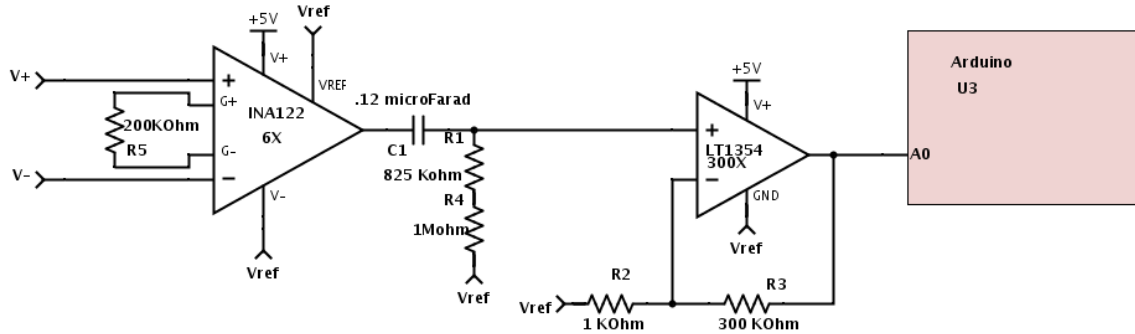 Vref
+5V
V+
V+
VREF
G+
INA122
200KOhm
6X
R5
G-
V-
V-
Vref
.12 microFarad
C1
R1
825 Kohm
R4
1Mohm
Vref
+5V
V+
LT1354
300X
GND
Vref
R2
Vref
1 KOhm
R3
300 KOhm
Arduino
U3
A0
+
-
+
-